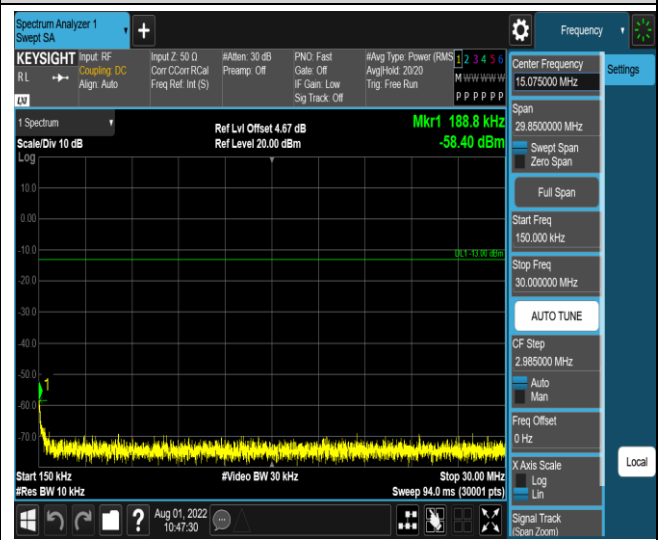 Spectrum Analyzer 1
Swept SA
Frequency
KEYSIGHT
RL
LXI
Input: RF
Coupling: DC
Align: Auto
Input Z: 50 Ω
Corr CCorr RCal
Freq Ref: Int (S)
#Atten: 30 dB
Preamp: Off
PNO: Fast
Gate: Off
IF Gain: Low
Sig Track: Off
#Avg Type: Power (RMS
Avg|Hold: 20/20
Trig: Free Run
1 2 3 4 5 6
M W W W W W
P P P P P P
1 Spectrum
Scale/Div 10 dB
Log
Ref Lvl Offset 4.67 dB
Ref Level 20.00 dBm
Mkr1 188.8 kHz
-58.40 dBm
10.0
0.00
-10.0
DL1 -13.00 dBm
-20.0
-30.0
-40.0
-50.0
1
-60.0
-70.0
Start 150 kHz
#Res BW 10 kHz
#Video BW 30 kHz
Stop 30.00 MHz
Sweep 94.0 ms (30001 pts)
Aug 01, 2022
10:47:30
?
Center Frequency
15.075000 MHz
Settings
Span
29.8500000 MHz
Swept Span
Zero Span
Full Span
Start Freq
150.000 kHz
Stop Freq
30.000000 MHz
AUTO TUNE
CF Step
2.985000 MHz
Auto
Man
Freq Offset
0 Hz
X Axis Scale
Log
Lin
Local
Signal Track
(Span Zoom)